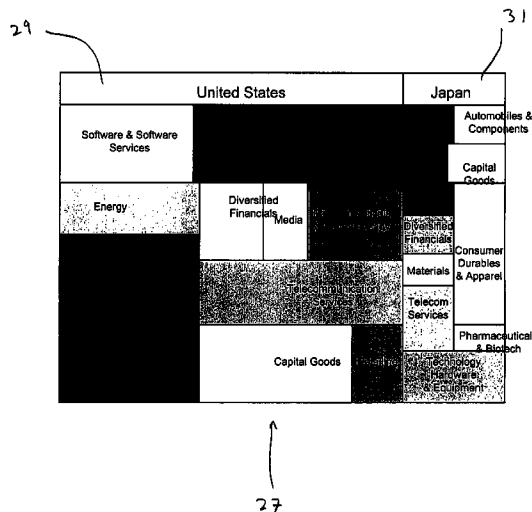 29
31
United States
Japan
Software & Software
Services
Automobiles &
Components
Capital
Goods
Energy
Diversified
Financials
Media
Diversified
Financials
Materials
Consumer
Durables
& Apparel
Telecommunication
Services
Telecom
Services
Capital Goods
Pharmaceutical
& Biotech
Technology
Hardware
& Equipment
27